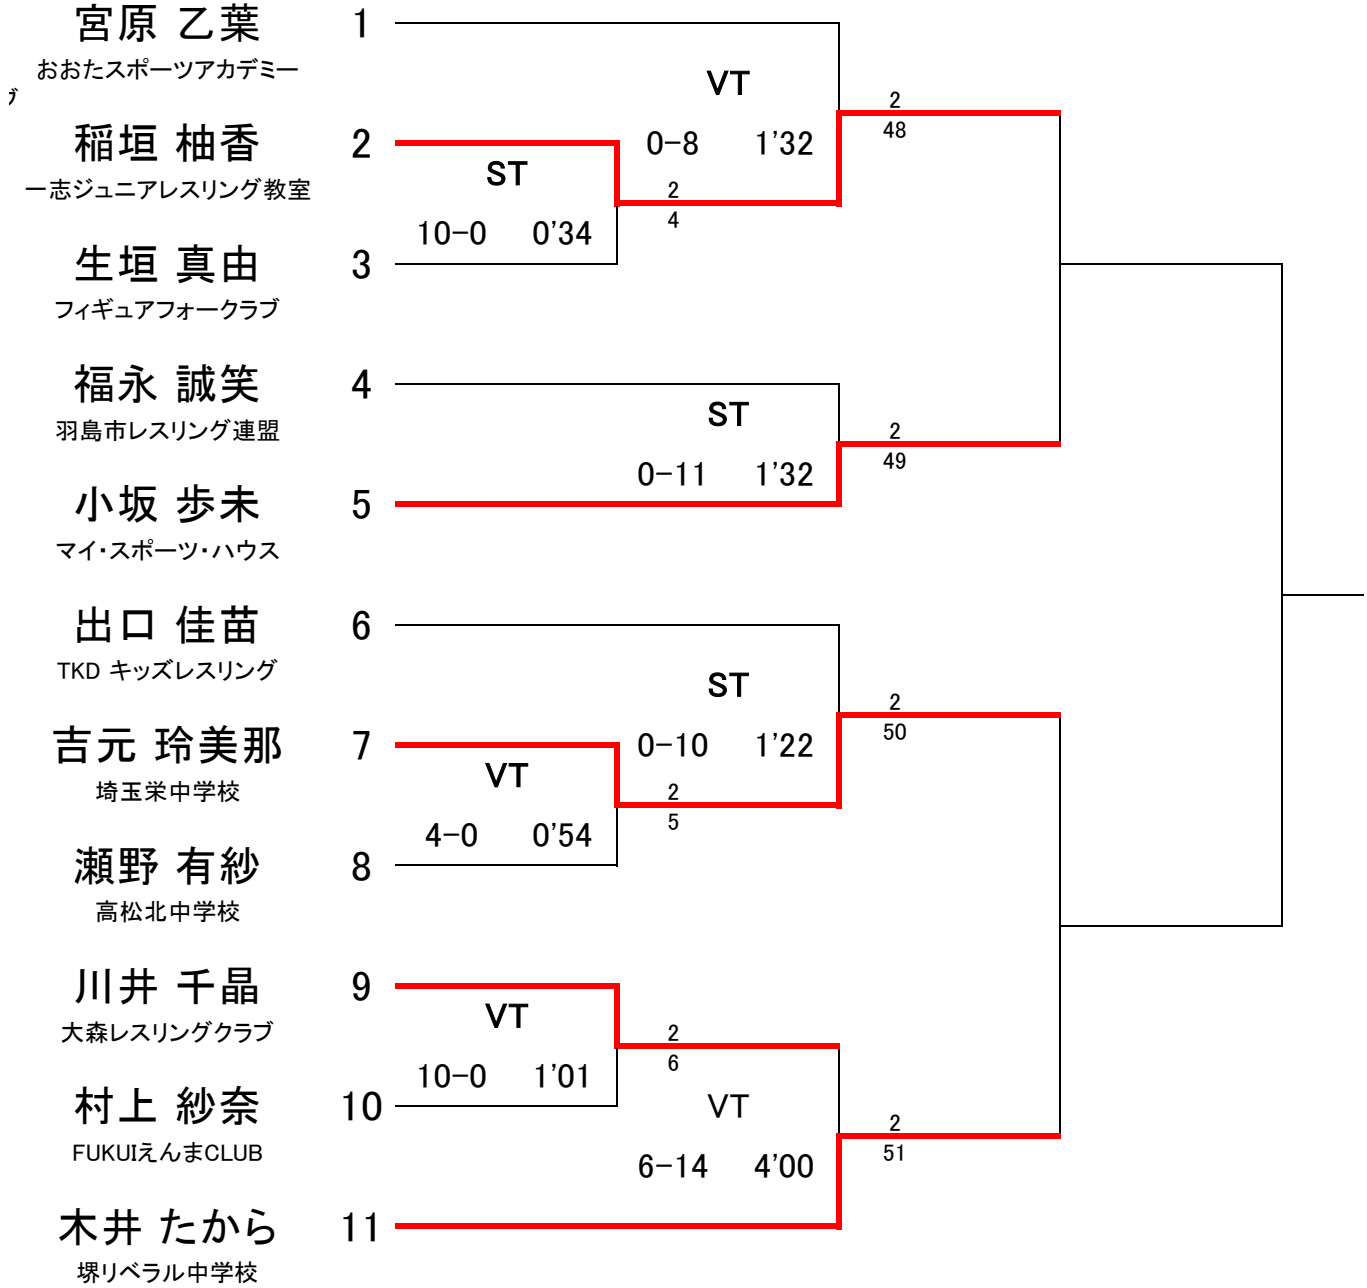 宮原 乙葉 1
おおたスポーツアカデミー
VT
2
ブ
48
稲垣 柚香 2
0-8 1'32
ST
一志ジュニアレスリング教室
2
4
10-0 0'34
生垣 真由 3
フィギュアフォークラブ
福永 誠笑 4
ST
羽島市レスリング連盟
2
49
0-11 1'32
小坂 歩未 5
マイ・スポーツ・ハウス
出口 佳苗 6
TKD キッズレスリング
ST
2
50
吉元 玲美那 7
0-10 1'22
VT
埼玉栄中学校
2
5
4-0 0'54
瀬野 有紗 8
高松北中学校
川井 千晶 9
VT
大森レスリングクラブ
2
6
10-0 1'01
村上 紗奈 10
VT
2
FUKUIえんまCLUB
51
6-14 4'00
木井 たから 11
堺リベラル中学校